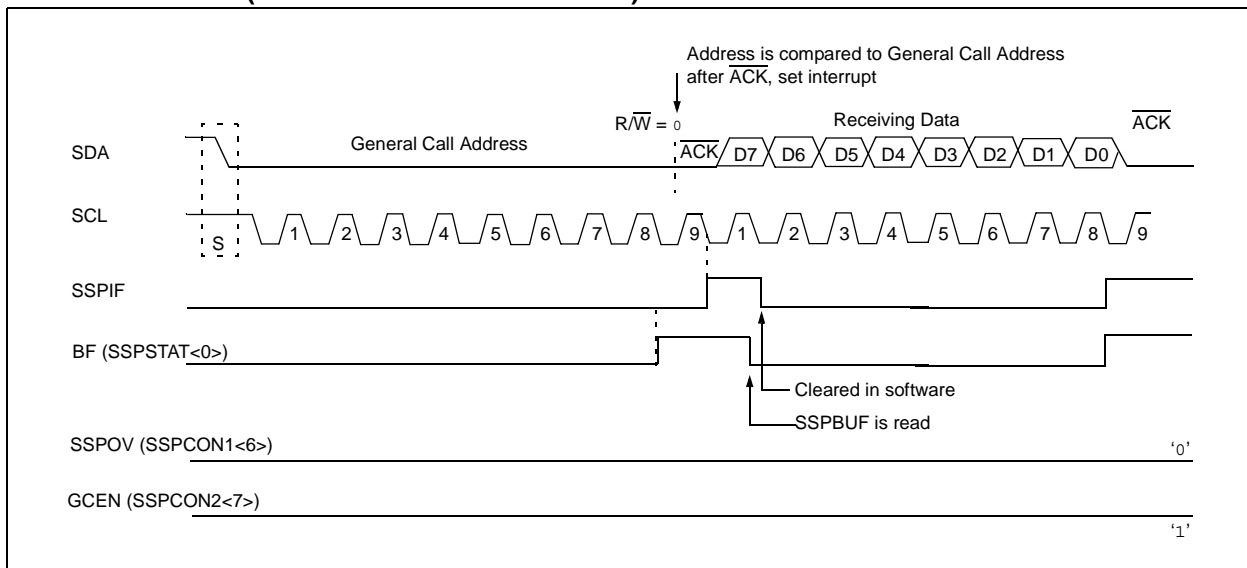 Address is compared to General Call Address
after ACK, set interrupt
R/W = 0
Receiving Data
ACK
SDA
General Call Address
ACK
D7 D6 D5 D4 D3 D2 D1 D0
SCL
S
1 2 3 4 5 6 7 8 9 1 2 3 4 5 6 7 8 9
SSPIF
BF (SSPSTAT<0>)
Cleared in software
SSPBUF is read
SSPOV (SSPCON1<6>)
‘0’
GCEN (SSPCON2<7>)
‘1’